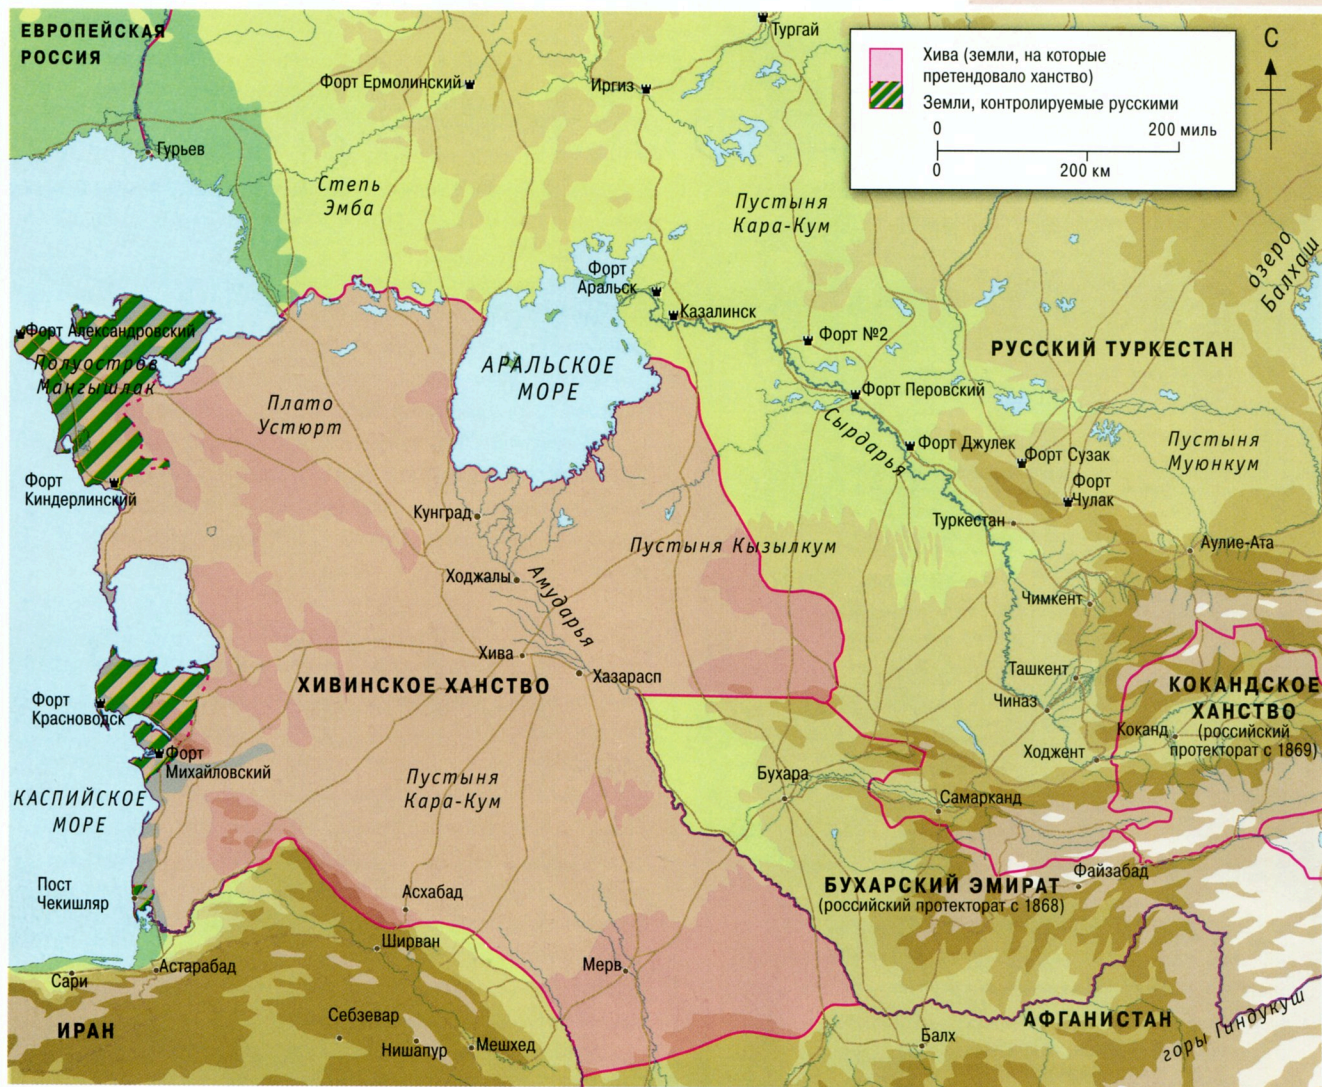 ЕВРОПЕЙСКАЯ
РОССИЯ
Тургай
Форт Ермолинский
Иргиз
Хива (земли, на которые
претендовало ханство)
Земли, контролируемые русскими
0
200 миль
0
200 км
С
Гурьев
Степь
Эмба
Пустыня
Кара-Кум
озеро
Балхаш
Форт
Аральск
Казалинск
Форт Александровский
Полуостров
Мангышлак
Форт №2
РУССКИЙ ТУРКЕСТАН
АРАЛЬСКОЕ
МОРЕ
Форт Перовский
Плато
Устюрт
Сырдарья
Форт Джулек
Форт Сузак
Пустыня
Муюнкум
Форт
Киндерлинский
Форт
Чулак
Кунград
Туркестан
Пустыня Кызылкум
Аулие-Ата
Ходжалы
Амударья
Чимкент
Хива
Хазарасп
Ташкент
ХИВИНСКОЕ ХАНСТВО
Форт
Красноводск
Чиназ
КОКАНДСКОЕ
ХАНСТВО
(российский
протекторат с 1869)
Коканд
Ходжент
Форт
Михайловский
Пустыня
Кара-Кум
Бухара
Самарканд
КАСПИЙСКОЕ
МОРЕ
Пост
Чекишляр
Асхабад
Файзабад
БУХАРСКИЙ ЭМИРАТ
(российский протекторат с 1868)
Ширван
Мерв
Астарабад
Сари
ИРАН
Себзевар
Нишапур
Мешхед
АФГАНИСТАН
Балх
горы Гиндукуш